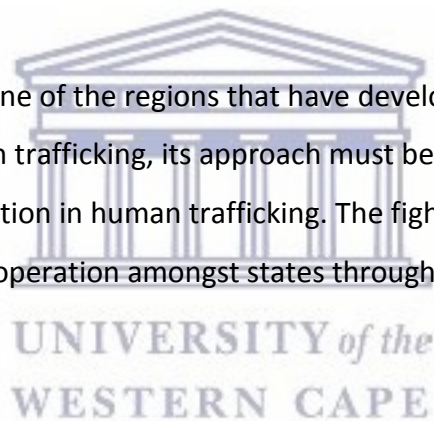 ne of the regions that have develo
trafficking, its approach must be
tion in human trafficking. The figh
operation amongst states through
UNIVERSITY of the
WESTERN CAPE